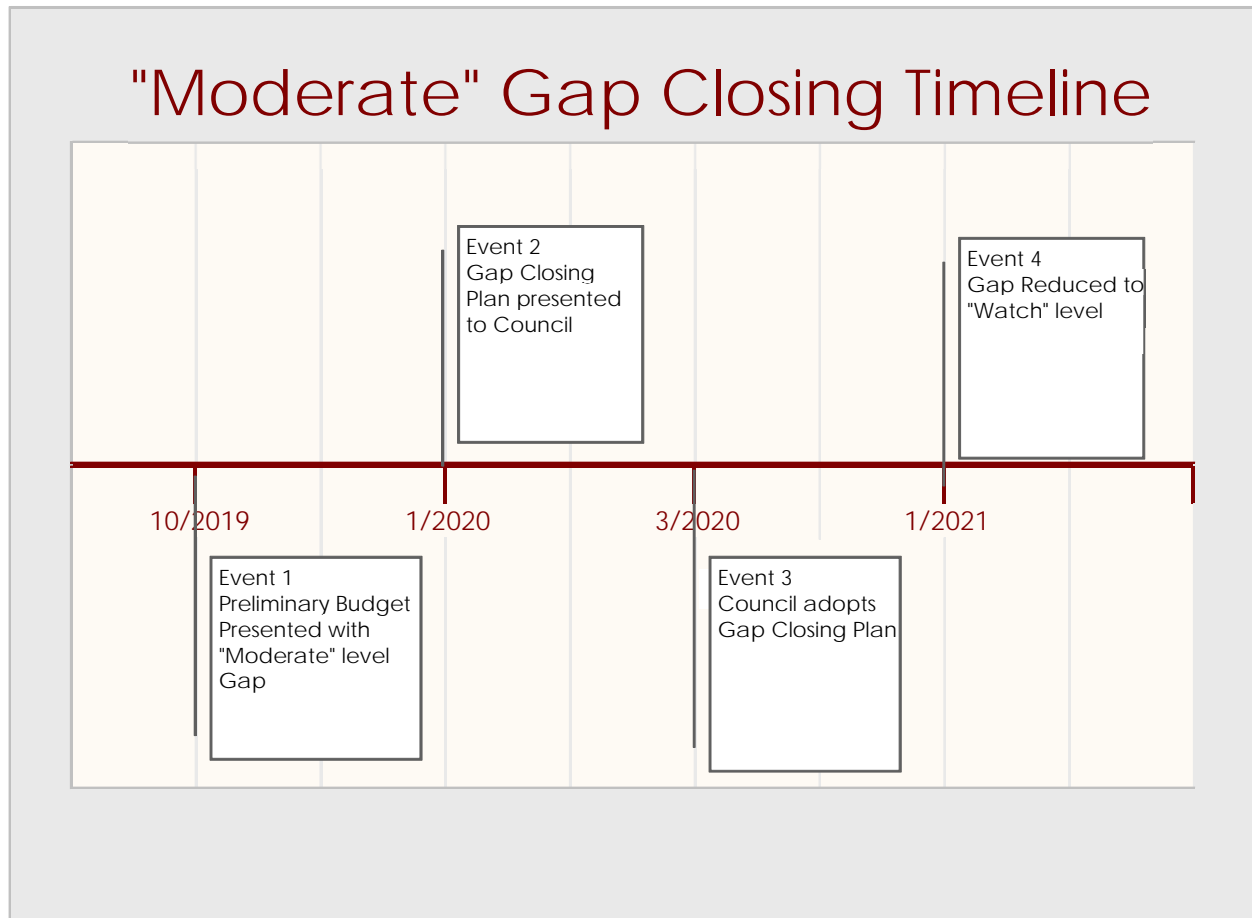 "Moderate" Gap Closing Timeline
Event 2
Gap Closing
Plan presented
to Council
Event 4
Gap Reduced to
"Watch" level
10/2019
1/2020
3/2020
1/2021
Event 1
Preliminary Budget
Presented with
"Moderate" level
Gap
Event 3
Council adopts
Gap Closing Plan